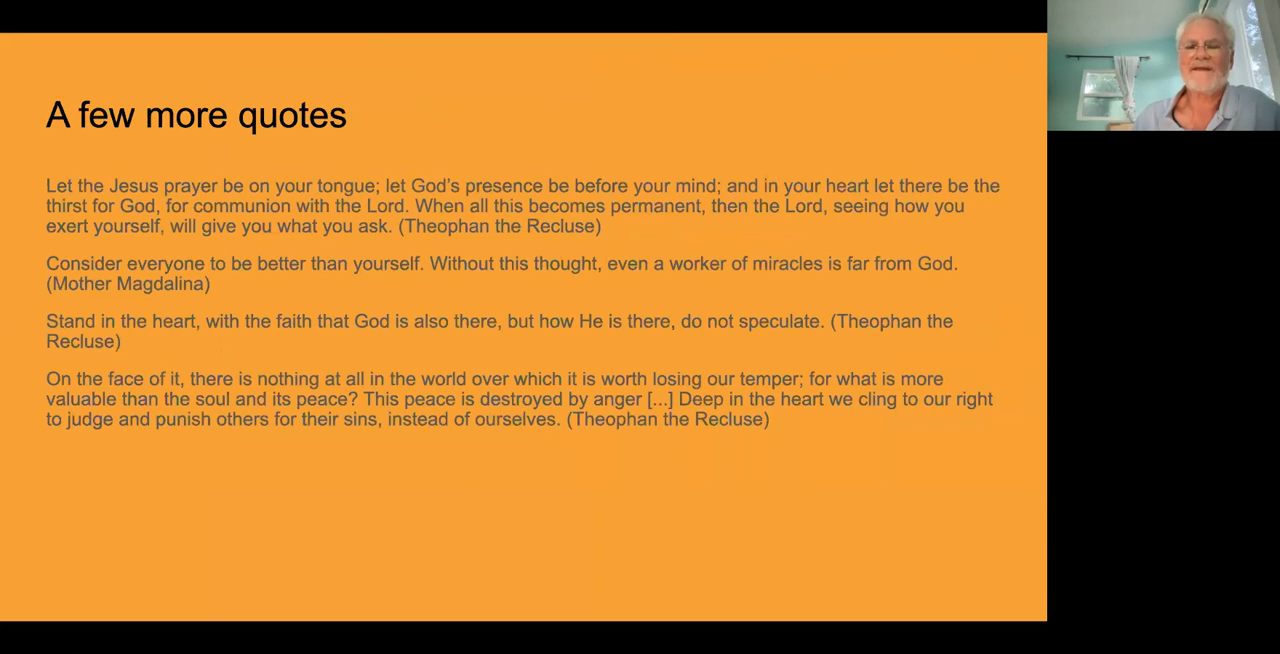 A few more quotes
Let the Jesus prayer be on your tongue; let God’s presence be before your mind; and in your heart let there be the
thirst for God, for communion with the Lord. When all this becomes permanent, then the Lord, seeing how you
exert yourself, will give you what you ask. (Theophan the Recluse)
Consider everyone to be better than yourself. Without this thought, even a worker of miracles is far from God.
(Mother Magdalina)
Stand in the heart, with the faith that God is also there, but how He is there, do not speculate. (Theophan the
Recluse)
On the face of it, there is nothing at all in the world over which it is worth losing our temper; for what is more
valuable than the soul and its peace? This peace is destroyed by anger [...] Deep in the heart we cling to our right
to judge and punish others for their sins, instead of ourselves. (Theophan the Recluse)